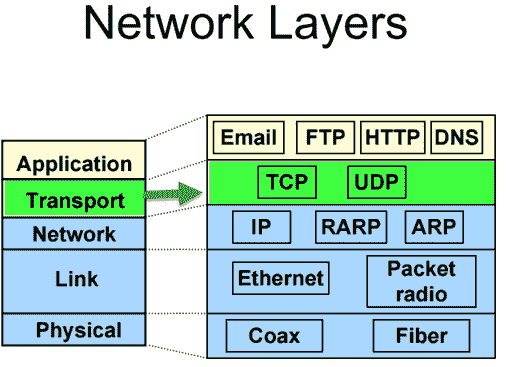 Network Layers
Application
Transport
Network
Link
Physical
Email FTP HTTP DNS
TCP UDP
IP RARP ARP
Ethernet Packet radio
Coax Fiber